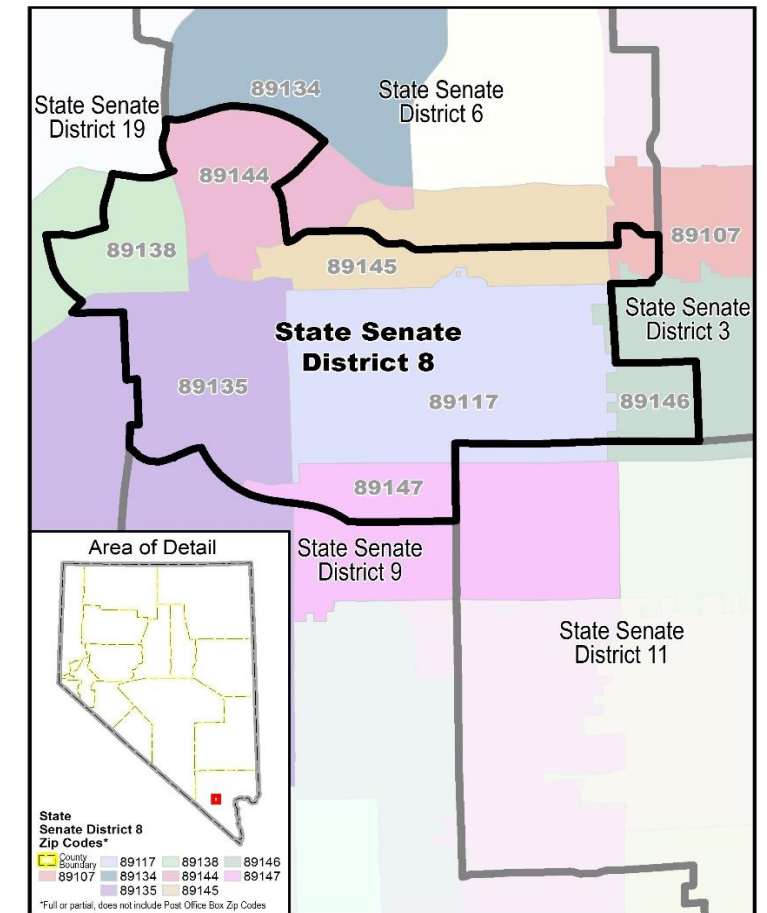 89134
State Senate
District 6
State Senate
District 19
89144
89107
89138
89145
State Senate
District 3
State Senate
District 8
89135
89117
89146
89147
Area of Detail
State Senate
District 9
State Senate
District 11
State
Senate District 8
Zip Codes*
County
Boundary
89117
89138
89146
89107
89134
89144
89147
89135
89145
*Full or partial, does not include Post Office Box Zip Codes